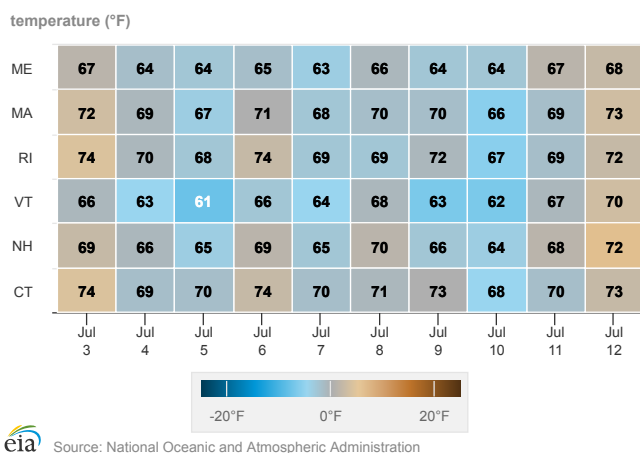 temperature (°F)
ME 67 64 64 65 63 66 64 64 67 68
MA 72 69 67 71 68 70 70 66 69 73
RI 74 70 68 74 69 69 72 67 69 72
VT 66 63 61 66 64 68 63 62 67 70
NH 69 66 65 69 65 70 66 64 68 72
CT 74 69 70 74 70 71 73 68 70 73
Jul Jul Jul Jul Jul Jul Jul Jul Jul Jul
3 4 5 6 7 8 9 10 11 12
-20°F 0°F 20°F
eia Source: National Oceanic and Atmospheric Administration